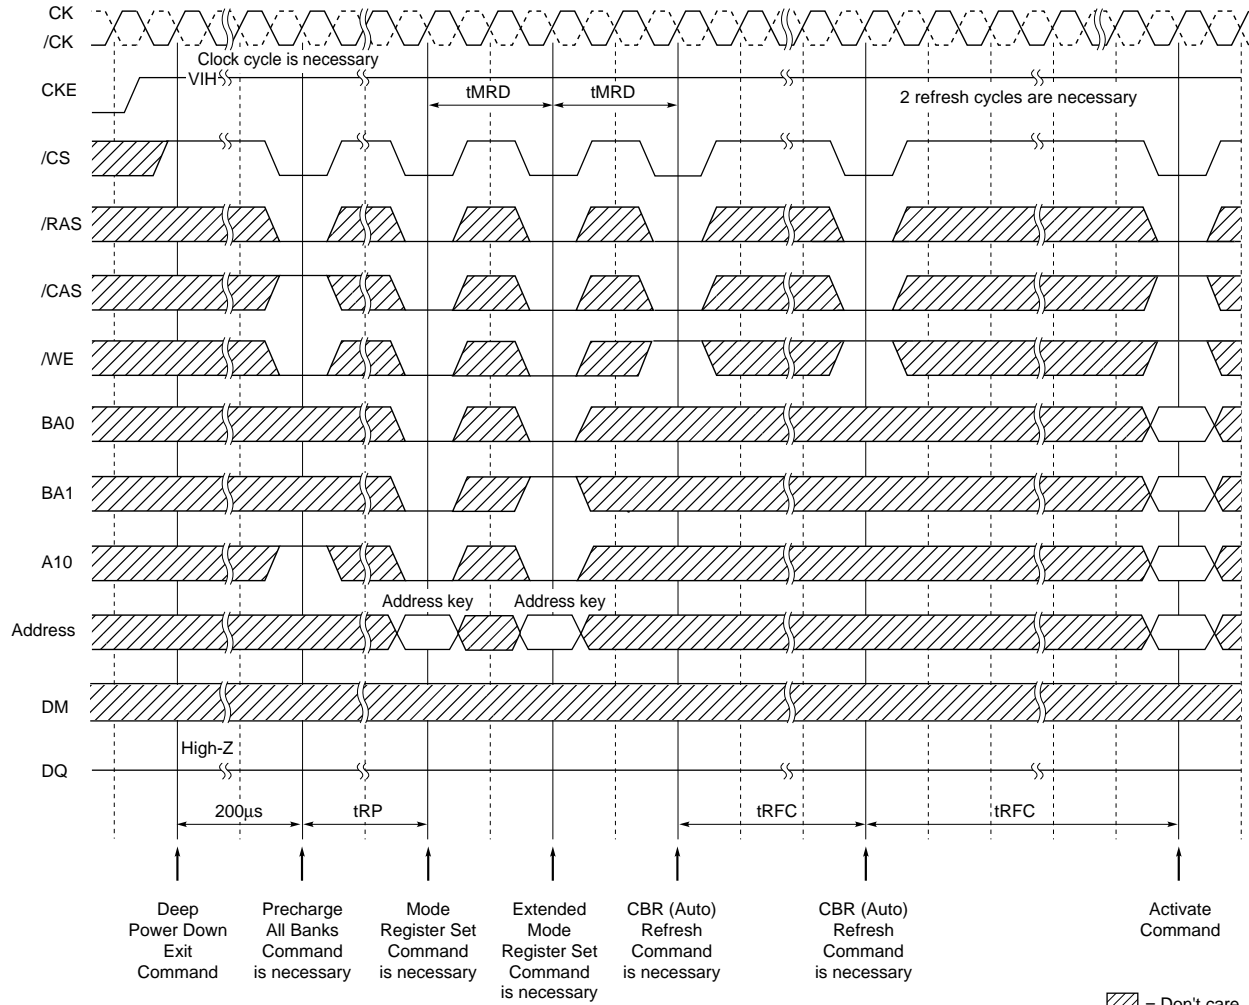 CK
/CK
Clock cycle is necessary
CKE
VIH
tMRD
tMRD
2 refresh cycles are necessary
/CS
/RAS
/CAS
/WE
BA0
BA1
A10
Address key
Address key
Address
DM
High-Z
DQ
200μs
tRP
tRFC
tRFC
Deep
Power Down
Exit
Command
Precharge
All Banks
Command
is necessary
Mode
Register Set
Command
is necessary
Extended
Mode
Register Set
Command
is necessary
CBR (Auto)
Refresh
Command
is necessary
CBR (Auto)
Refresh
Command
is necessary
Activate
Command
= Don't care